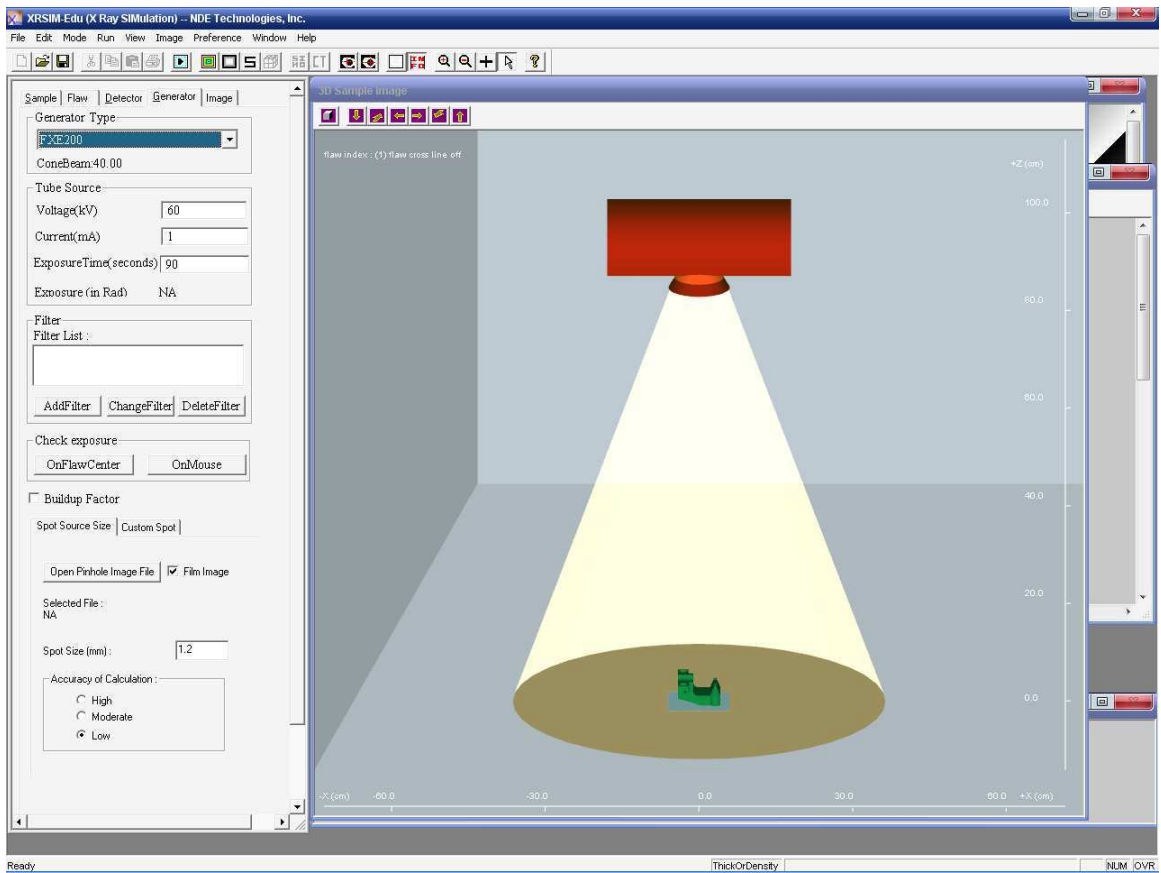 XRSIM-Edu (X Ray SIMulation) -- NDE Technologies, Inc.
File Edit Mode Run View Image Preference Window Help
Sample Flaw Detector Generator Image
Generator Type
FXE200
ConeBeam:40.00
Tube Source
Voltage(kV) 60
Current(mA) 1
ExposureTime(seconds) 90
Exposure (in Rad) NA
Filter
Filter List :
AddFilter ChangeFilter DeleteFilter
Check exposure
OnFlawCenter OnMouse
Buildup Factor
Spot Source Size Custom Spot
Open Pinhole Image File Film Image
Selected File :
NA
Spot Size (mm) : 1.2
Accuracy of Calculation :
High
Moderate
Low
3D Sample Image
flaw index : (1) flaw cross line off
+Z (cm)
100.0
80.0
60.0
40.0
20.0
0.0
-X (cm) -60.0 -30.0 0.0 30.0 60.0 +X (cm)
Ready ThickOrDensity NUM OVR